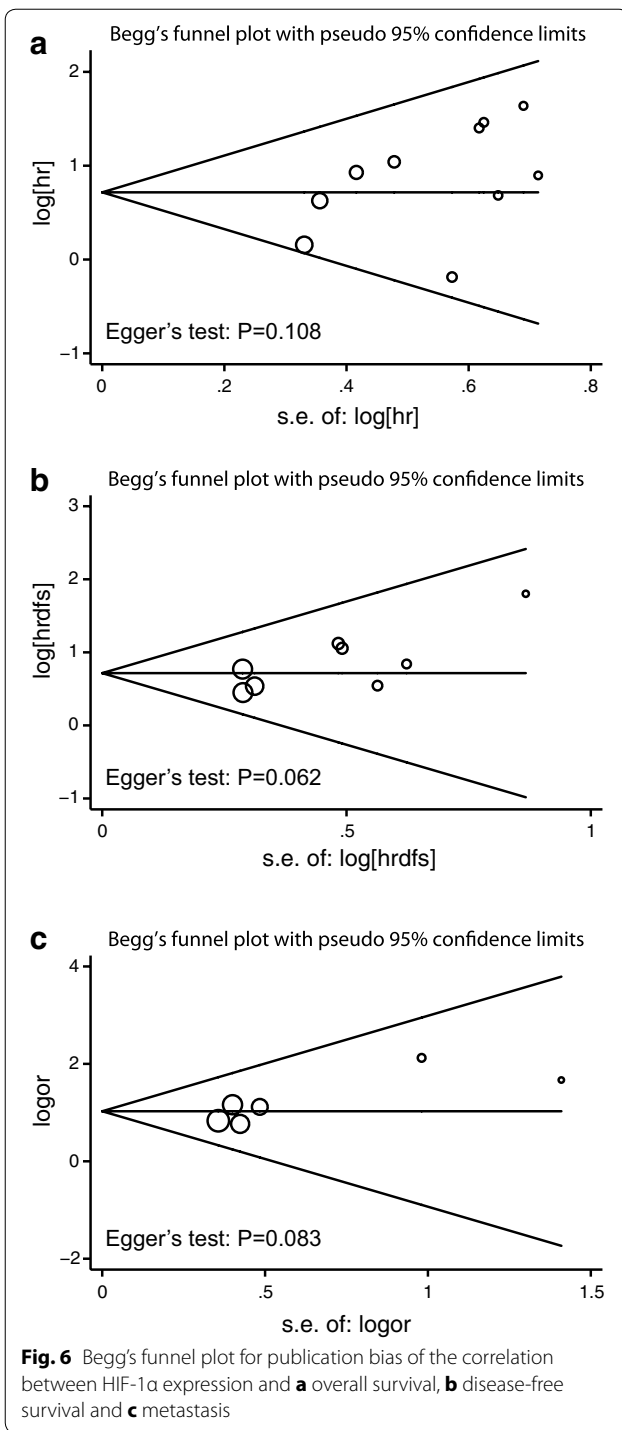 a
Begg's funnel plot with pseudo 95% confidence limits
log[hr]
2
1
0
−1
Egger's test: P=0.108
0 .2 .4 .6 .8
s.e. of: log[hr]
b
Begg's funnel plot with pseudo 95% confidence limits
log[hrdfs]
3
2
1
0
−1
Egger's test: P=0.062
0 .5 1
s.e. of: log[hrdfs]
c
Begg's funnel plot with pseudo 95% confidence limits
logor
4
2
0
−2
Egger's test: P=0.083
0 .5 1 1.5
s.e. of: logor
Fig. 6 Begg's funnel plot for publication bias of the correlation
between HIF-1α expression and a overall survival, b disease-free
survival and c metastasis